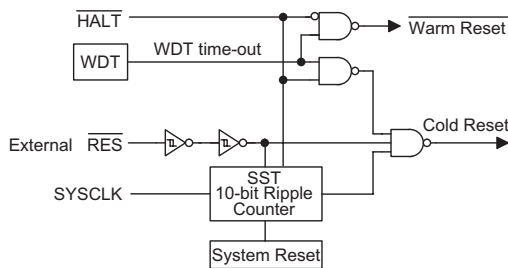 HALT
Warm Reset
WDT time-out
WDT
Cold Reset
External RES
SST
10-bit Ripple
Counter
SYSCLK
System Reset